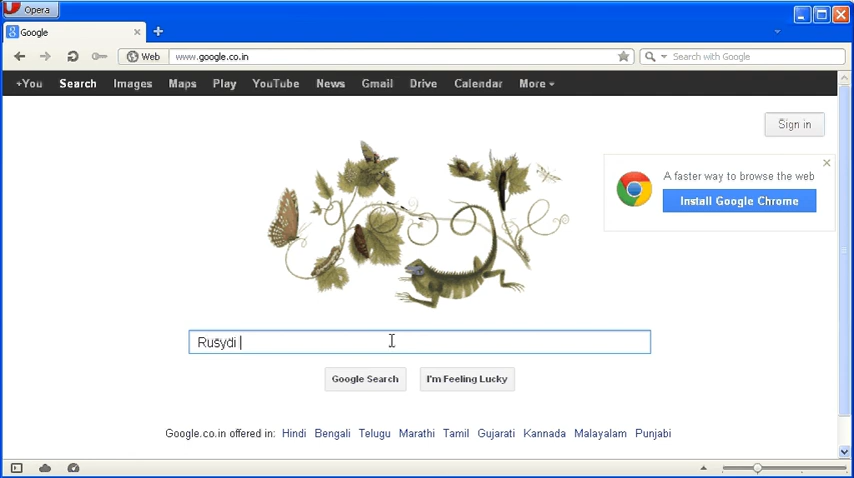 Opera
Google
Web www.google.co.in Search with Google
+You Search Images Maps Play YouTube News Gmail Drive Calendar More
Sign in
A faster way to browse the web
Install Google Chrome
Rusydi
Google Search I'm Feeling Lucky
Google.co.in offered in: Hindi Bengali Telugu Marathi Tamil Gujarati Kannada Malayalam Punjabi